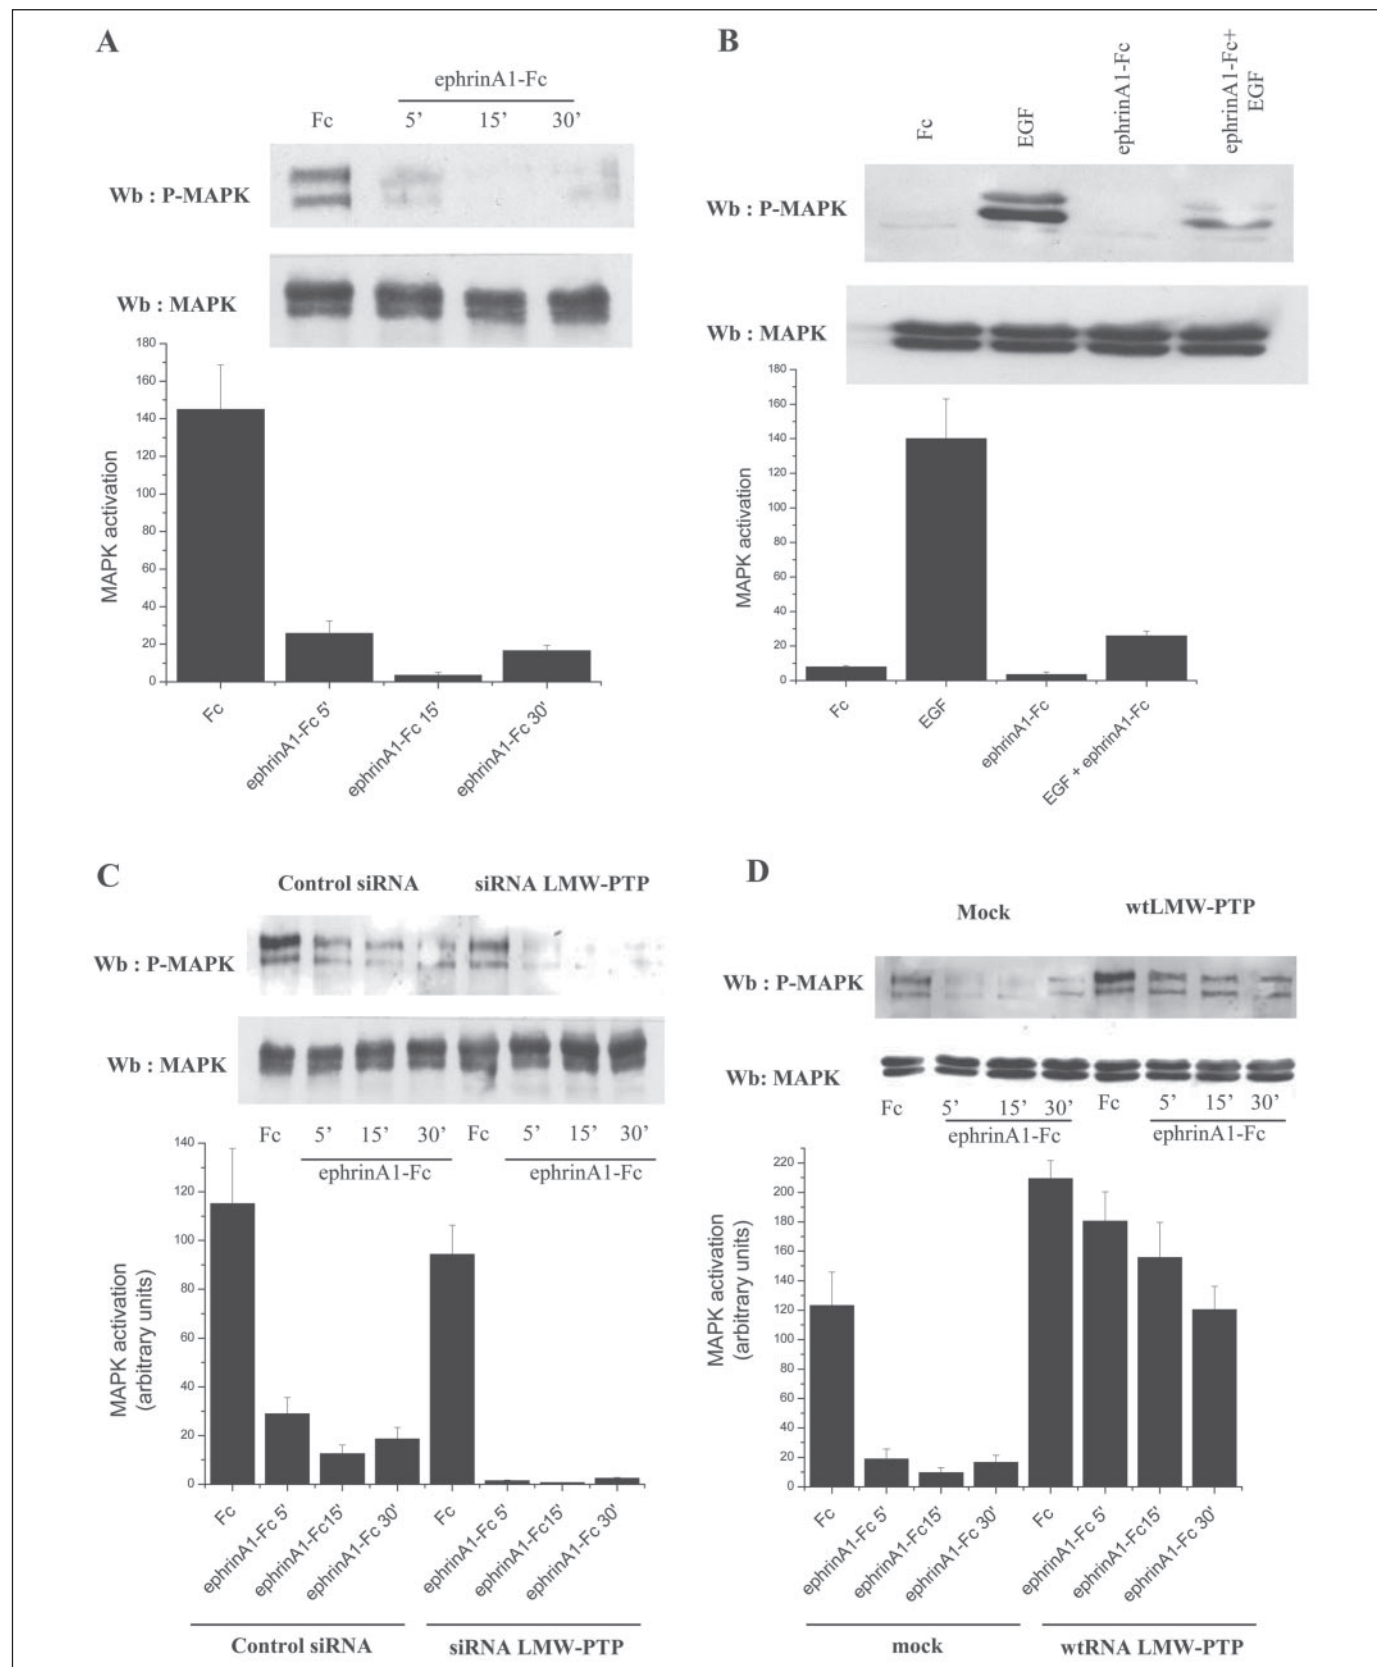 A
ephrinA1-Fc
Fc 5’ 15’ 30’
Wb : P-MAPK
Wb : MAPK
180
160
140
120
100
80
60
40
20
0
MAPK activation
Fc
ephrinA1-Fc 5'
ephrinA1-Fc 15'
ephrinA1-Fc 30'
B
Fc
EGF
ephrinA1-Fc
ephrinA1-Fc+
EGF
Wb : P-MAPK
Wb : MAPK
180
160
140
120
100
80
60
40
20
0
MAPK activation
Fc
EGF
ephrinA1-Fc
EGF + ephrinA1-Fc
C
Control siRNA siRNA LMW-PTP
Wb : P-MAPK
Wb : MAPK
Fc 5’ 15’ 30’ Fc 5’ 15’ 30’
ephrinA1-Fc ephrinA1-Fc
140
120
100
80
60
40
20
0
MAPK activation
(arbitrary units)
Fc
ephrinA1-Fc 5'
ephrinA1-Fc15'
ephrinA1-Fc 30'
Fc
ephrinA1-Fc 5'
ephrinA1-Fc15'
ephrinA1-Fc 30'
Control siRNA siRNA LMW-PTP
D
Mock wtLMW-PTP
Wb : P-MAPK
Wb: MAPK
Fc 5’ 15’ 30’ Fc 5’ 15’ 30’
ephrinA1-Fc ephrinA1-Fc
220
200
180
160
140
120
100
80
60
40
20
0
MAPK activation
(arbitrary units)
Fc
ephrinA1-Fc 5'
ephrinA1-Fc15'
ephrinA1-Fc 30'
Fc
ephrinA1-Fc 5'
ephrinA1-Fc15'
ephrinA1-Fc 30'
mock wtRNA LMW-PTP